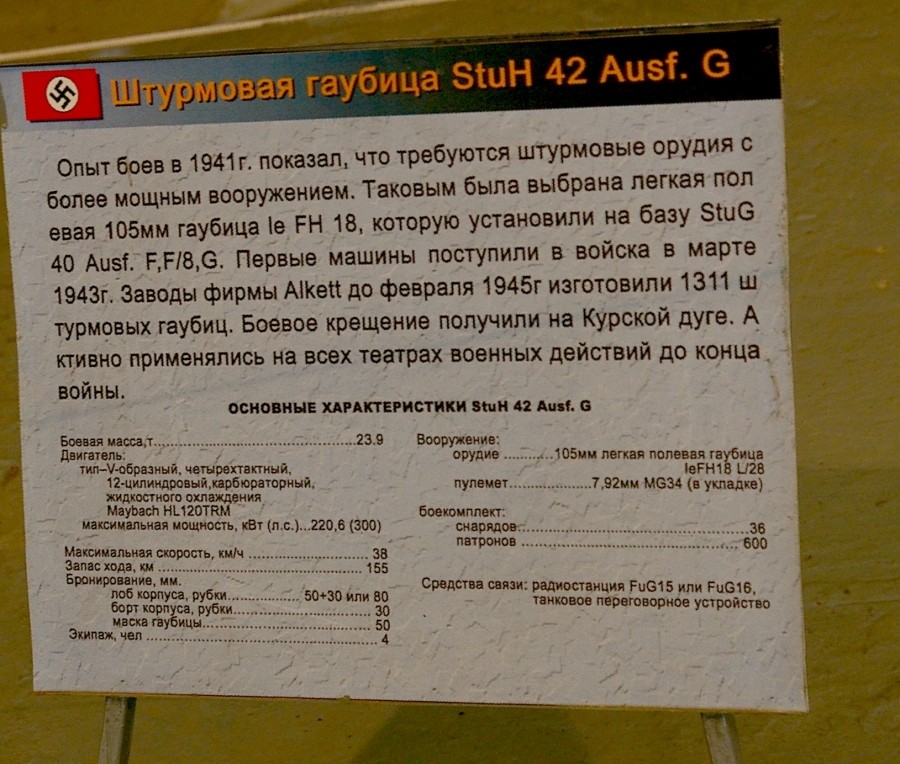 Штурмовая гаубица StuH 42 Ausf. G
Опыт боев в 1941г. показал, что требуются штурмовые орудия с
более мощным вооружением. Таковым была выбрана легкая пол
евая 105мм гаубица le FH 18, которую установили на базу StuG
40 Ausf. F,F/8,G. Первые машины поступили в войска в марте
1943г. Заводы фирмы Alkett до февраля 1945г изготовили 1311 ш
турмовых гаубиц. Боевое крещение получили на Курской дуге. А
ктивно применялись на всех театрах военных действий до конца
войны.
ОСНОВНЫЕ ХАРАКТЕРИСТИКИ StuH 42 Ausf. G
Боевая масса,т..............................23.9
Двигатель:
тип–V-образный, четырехтактный,
12-цилиндровый,карбюраторный,
жидкостного охлаждения
Maybach HL120TRM
максимальная мощность, кВт (л.с.)...220,6 (300)
Максимальная скорость, км/ч .................. 38
Запас хода, км ................................... 155
Бронирование, мм.
лоб корпуса, рубки............... 50+30 или 80
борт корпуса, рубки....................... 30
маска гаубицы............................... 50
Экипаж, чел ...................................... 4
Вооружение:
орудие ...........105мм легкая полевая гаубица
leFH18 L/28
пулемет..................7,92мм MG34 (в укладке)
боекомплект:
снарядов........................................36
патронов ..................................... 600
Средства связи: радиостанция FuG15 или FuG16,
танковое переговорное устройство